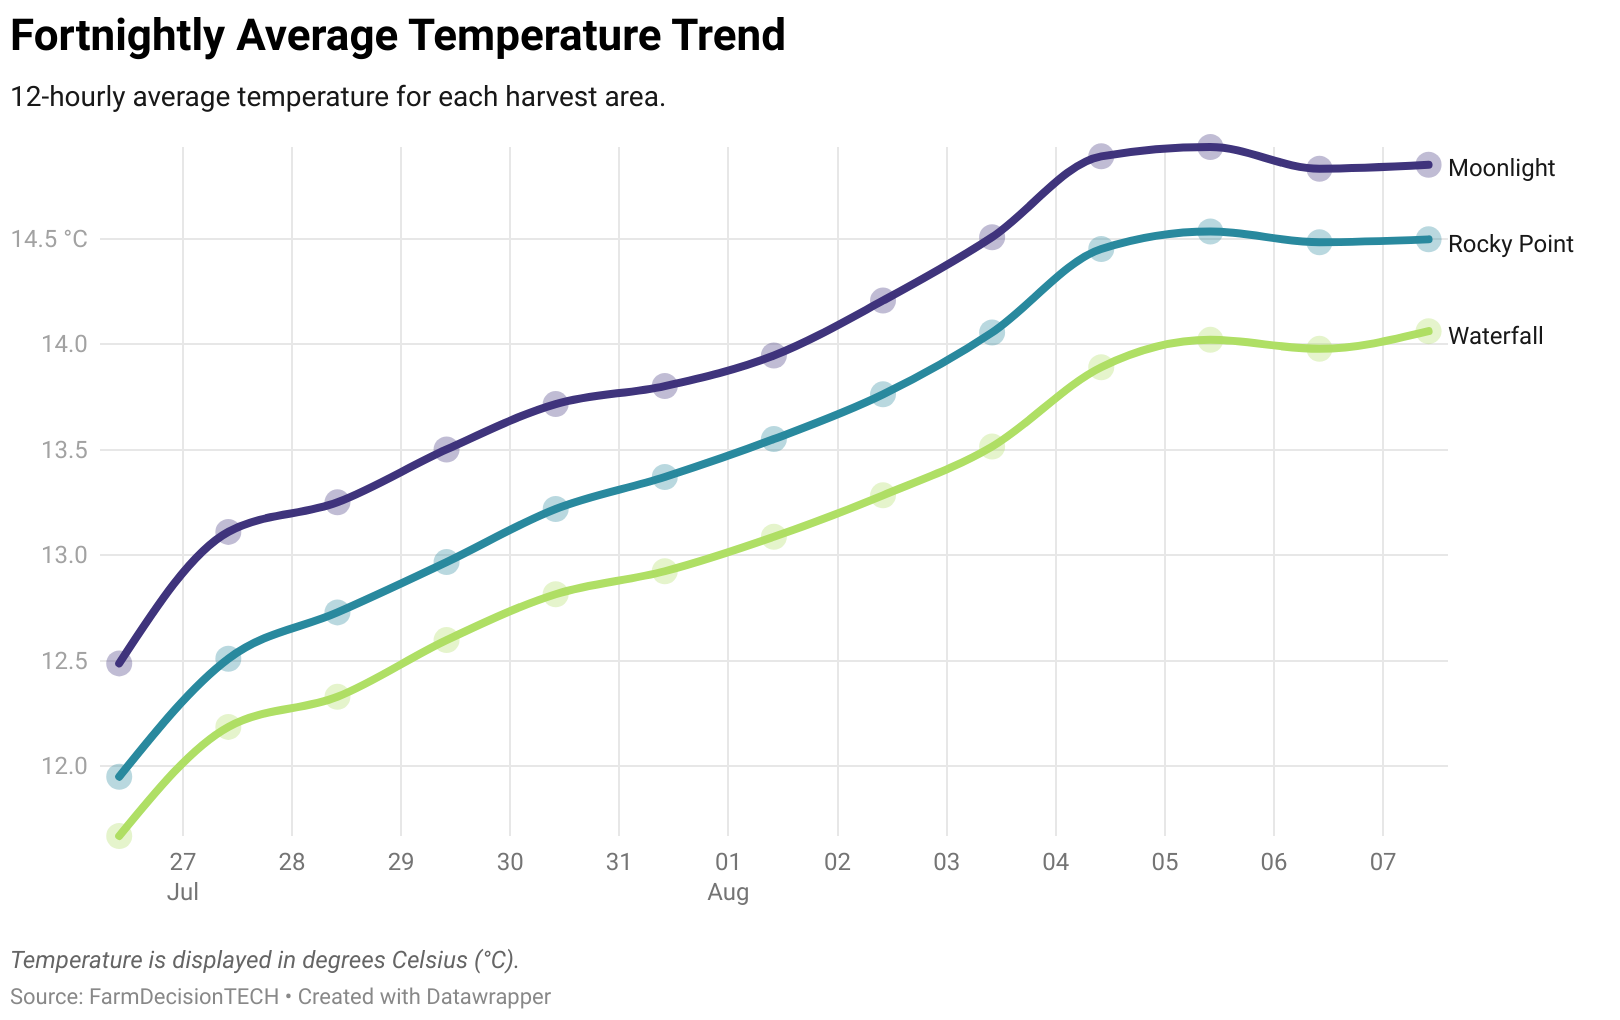 Fortnightly Average Temperature Trend
12-hourly average temperature for each harvest area.
Moonlight
14.5 °C
Rocky Point
14.0
Waterfall
13.5
13.0
12.5
12.0
27 28 29 30 31 01 02 03 04 05 06 07
Jul Aug
Temperature is displayed in degrees Celsius (°C).
Source: FarmDecisionTECH • Created with Datawrapper